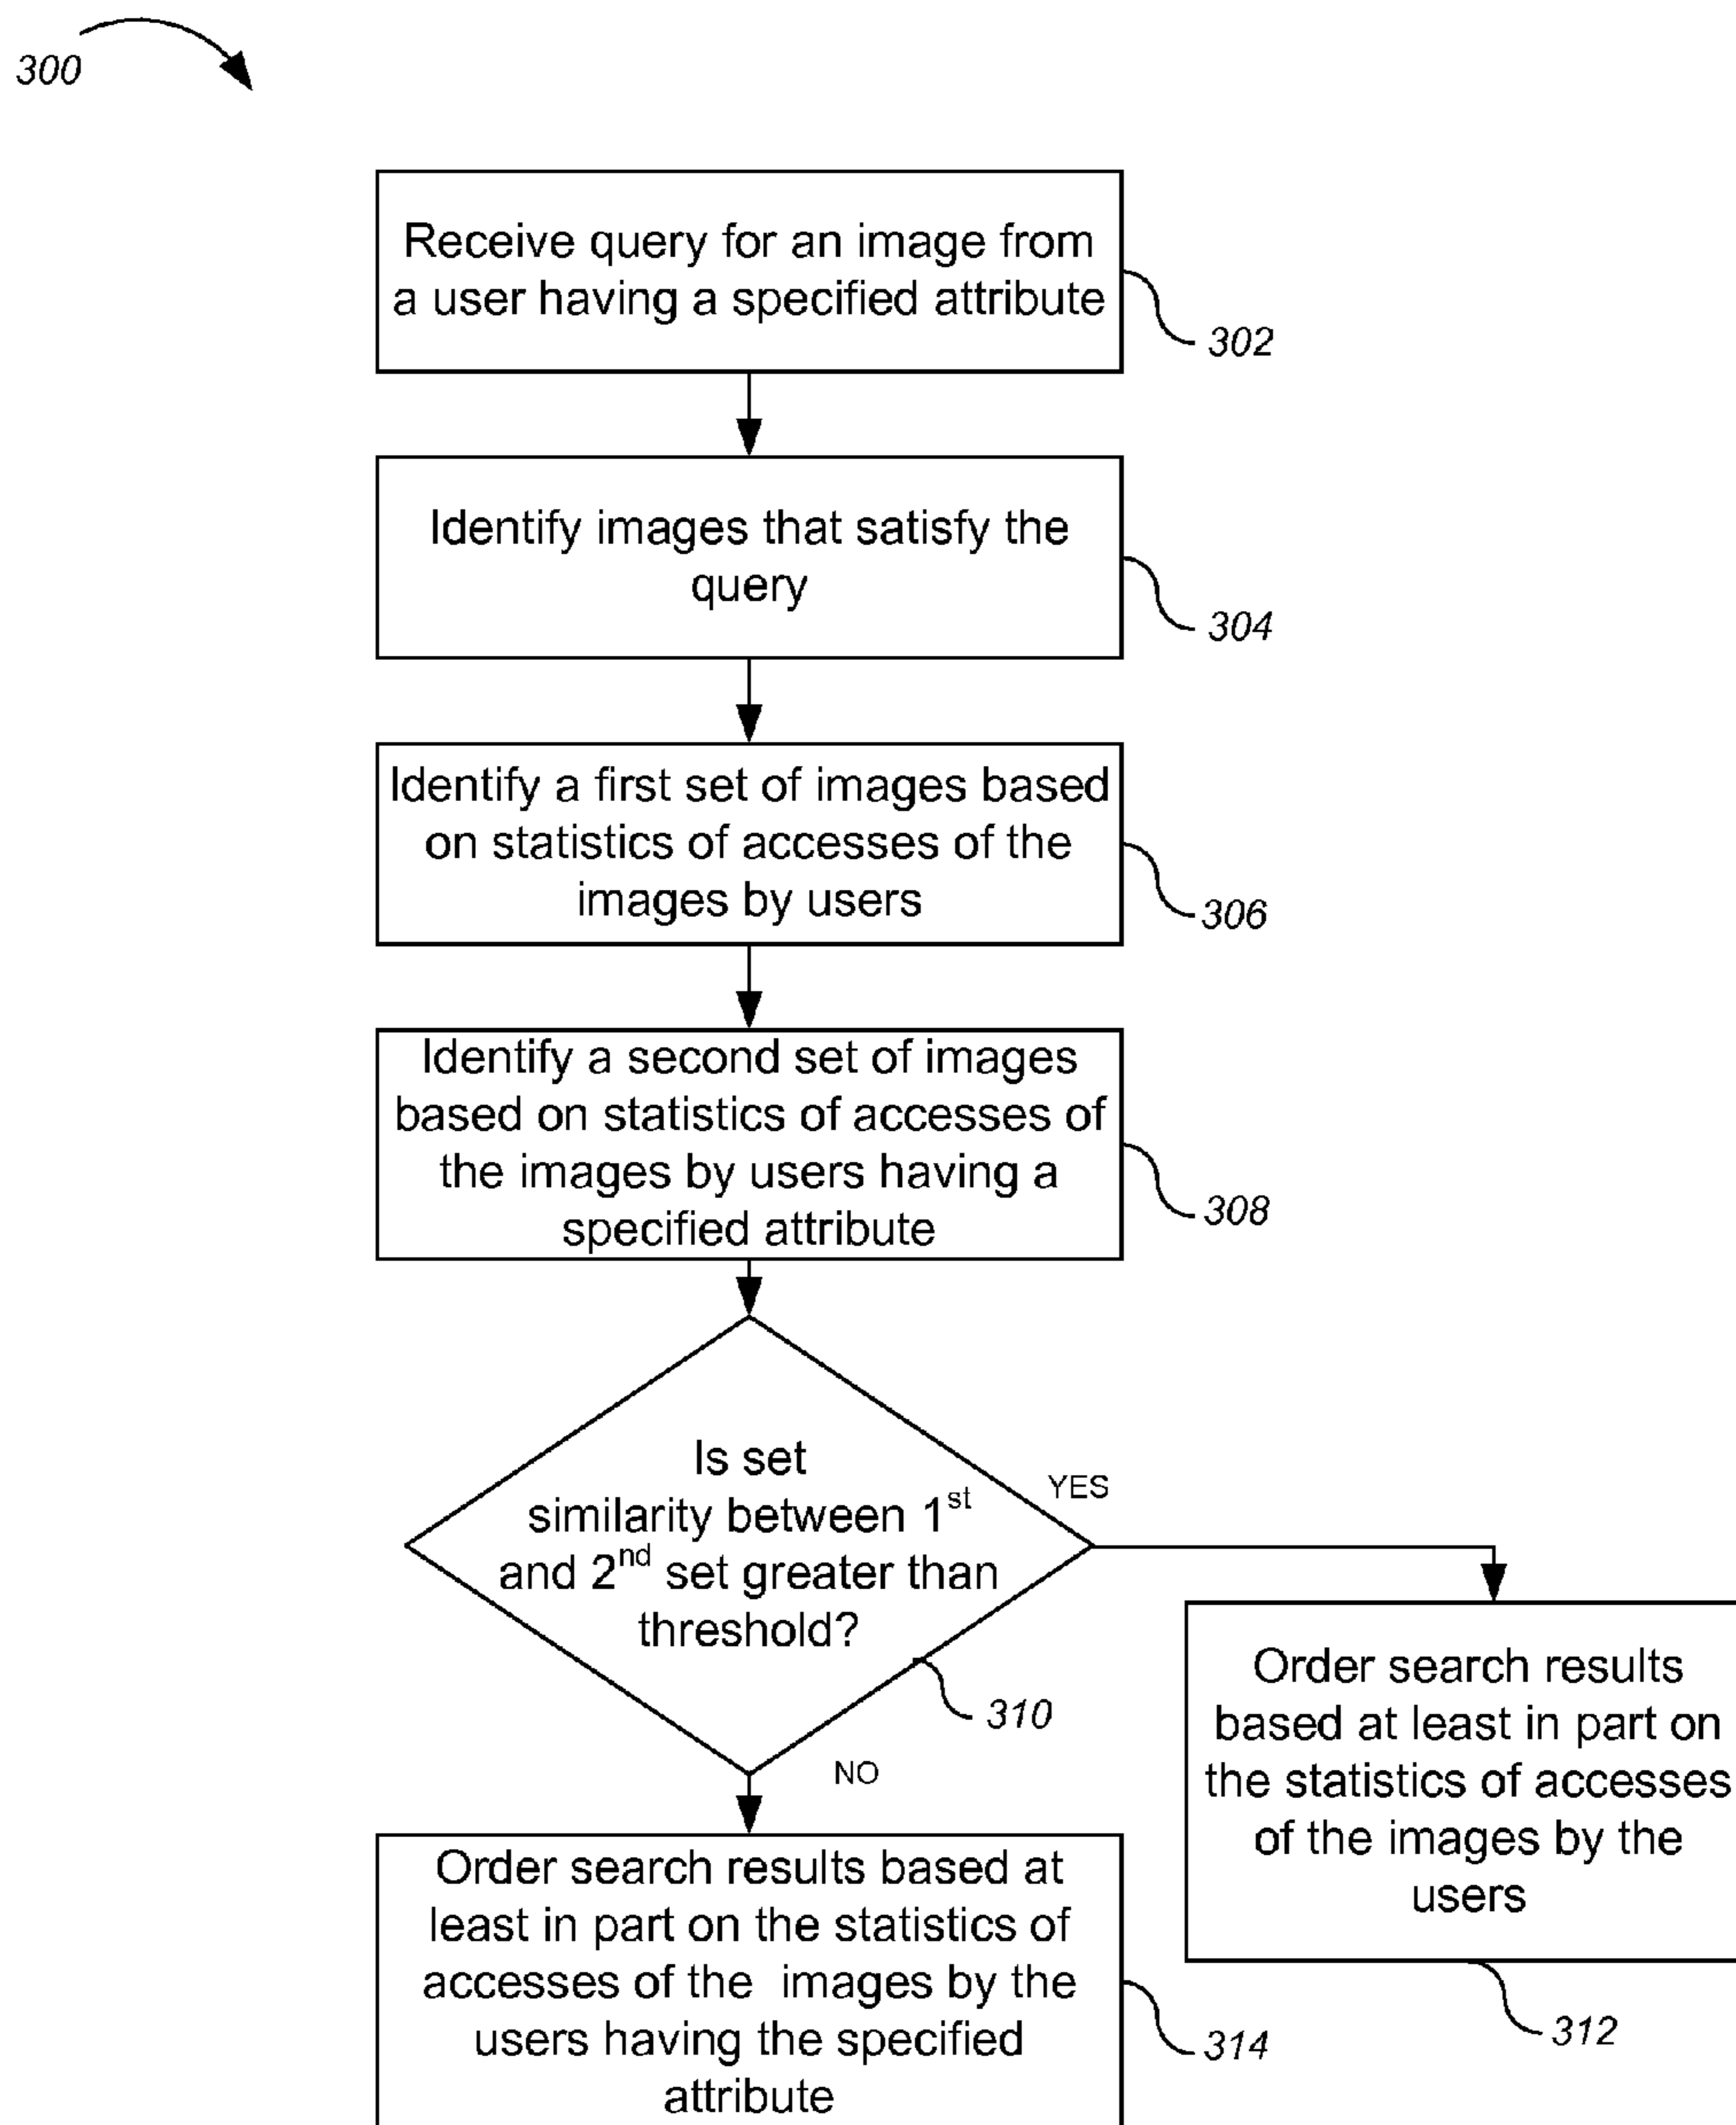 300
Receive query for an image from
a user having a specified attribute
302
Identify images that satisfy the
query
304
Identify a first set of images based
on statistics of accesses of the
images by users
306
Identify a second set of images
based on statistics of accesses of
the images by users having a
specified attribute
308
Is set
similarity between 1st
and 2nd set greater than
threshold?
310
YES
NO
Order search results
based at least in part on
the statistics of accesses
of the images by the
users
312
Order search results based at
least in part on the statistics of
accesses of the  images by the
users having the specified
attribute
314